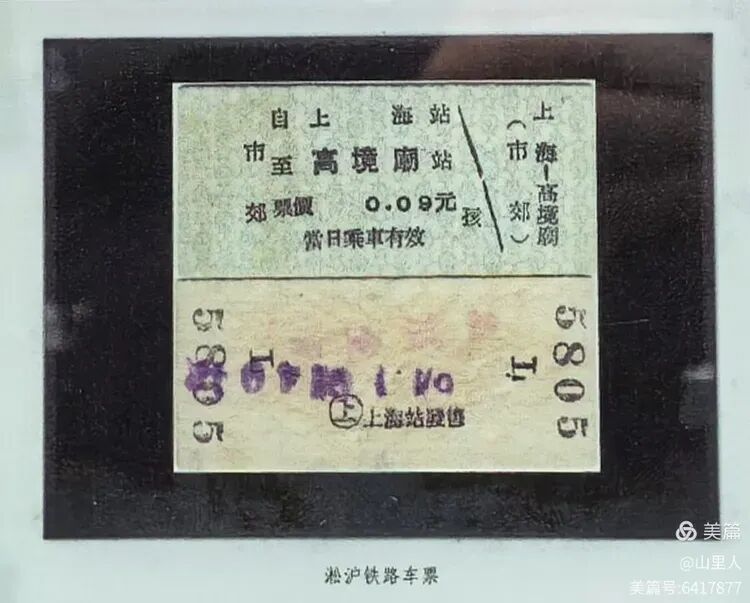 自上海站
市 至高境廟站
郊 票價 0.09元
當日乘車有效
孩
上海-高境廟
(市郊)
5805
5805
上 上海站發售
淞沪铁路车票
美篇
@山里人
美篇号:6417877